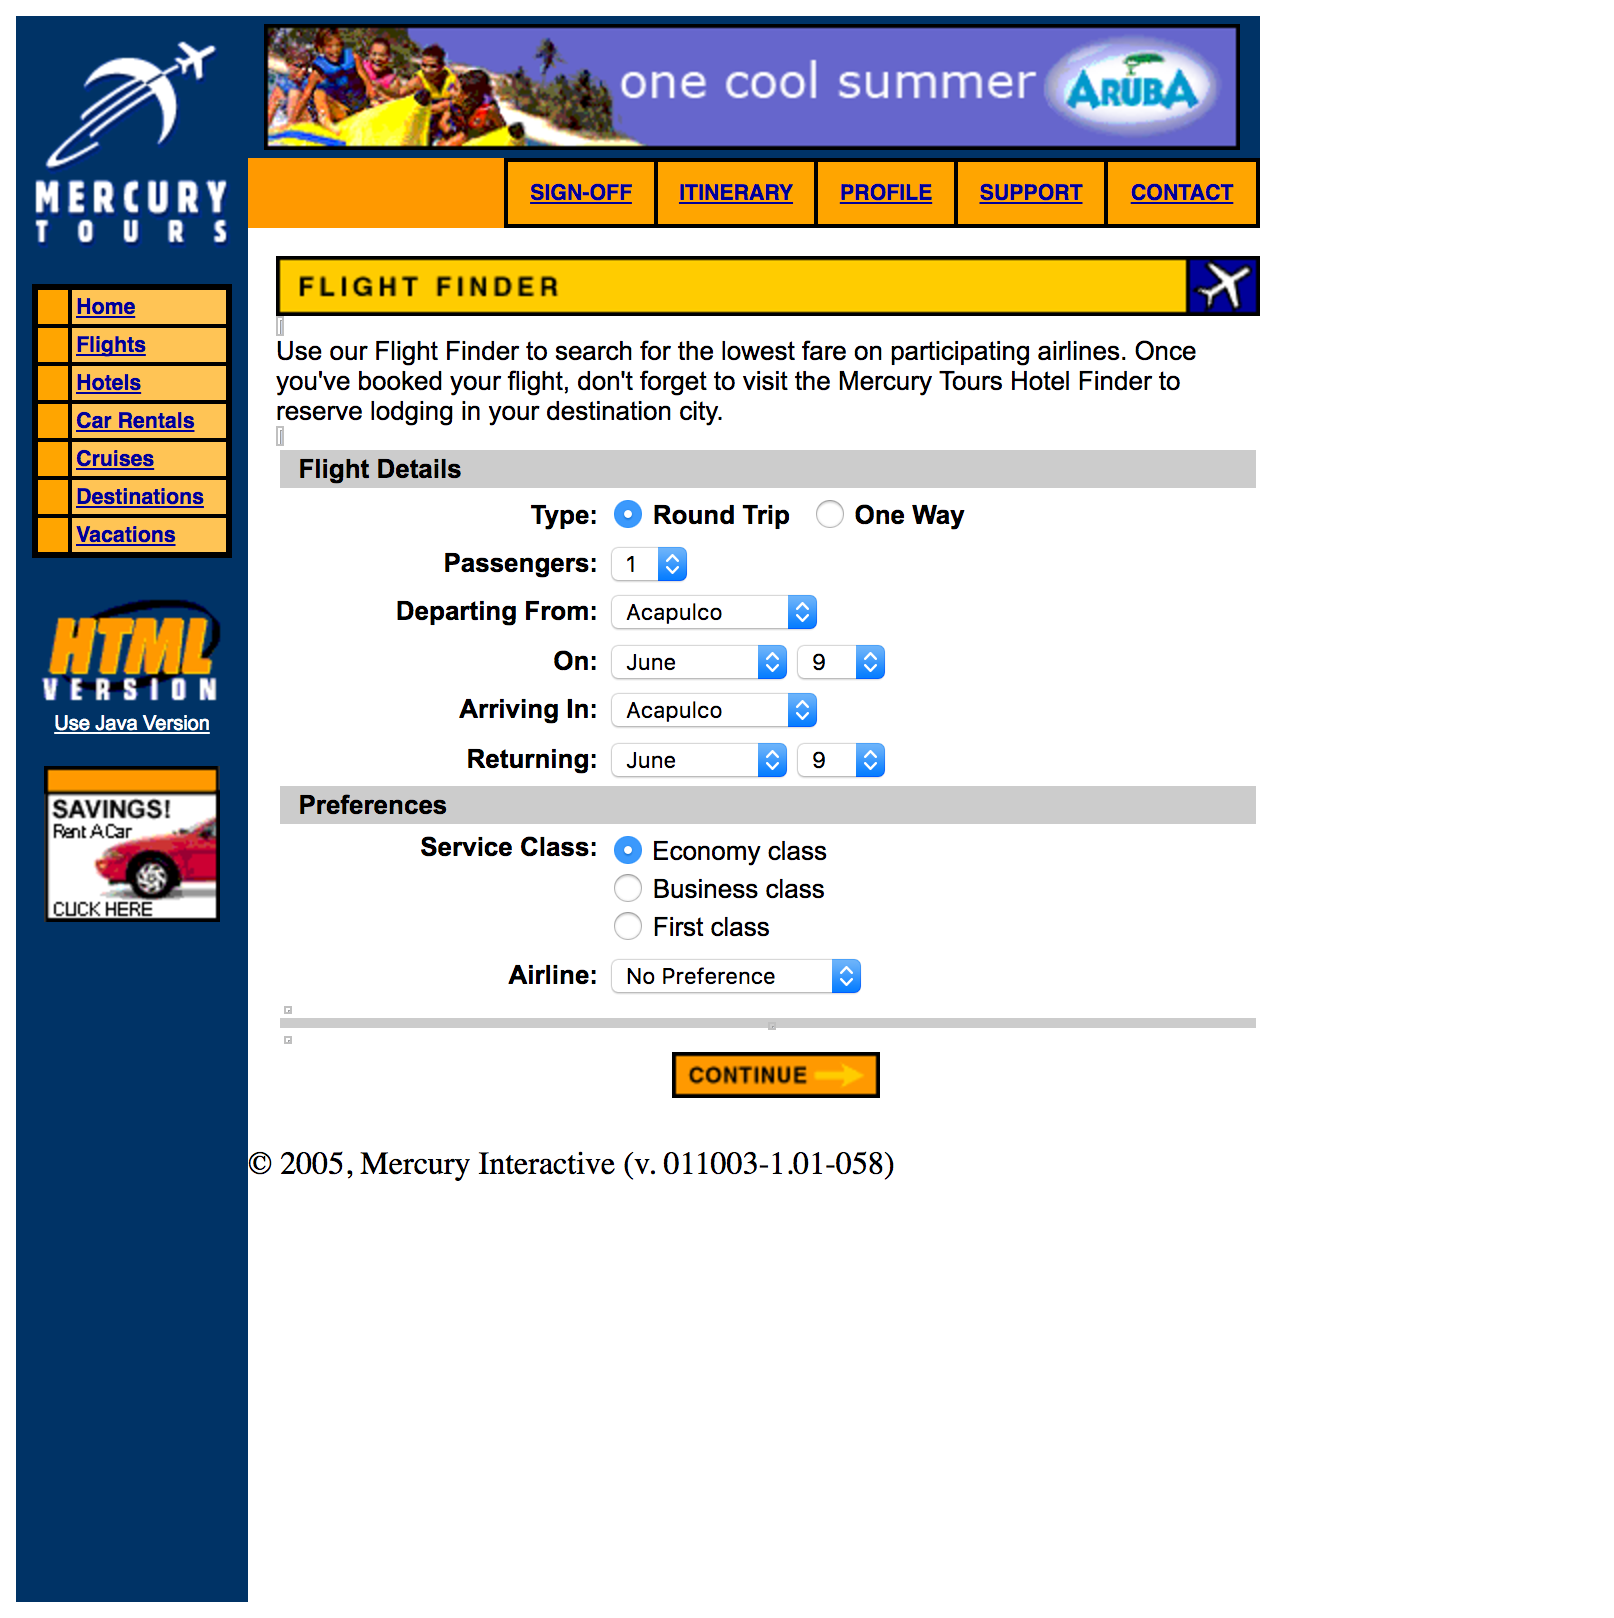 MERCURY
TOURS
one cool summer ARUBA
SIGN-OFF ITINERARY PROFILE SUPPORT CONTACT
Home
Flights
Hotels
Car Rentals
Cruises
Destinations
Vacations
HTML
VERSION
Use Java Version
SAVINGS!
Rent A Car
CLICK HERE
FLIGHT FINDER
Use our Flight Finder to search for the lowest fare on participating airlines. Once
you've booked your flight, don't forget to visit the Mercury Tours Hotel Finder to
reserve lodging in your destination city.
Flight Details
Type: Round Trip One Way
Passengers: 1
Departing From: Acapulco
On: June 9
Arriving In: Acapulco
Returning: June 9
Preferences
Service Class: Economy class
Business class
First class
Airline: No Preference
CONTINUE
© 2005, Mercury Interactive (v. 011003-1.01-058)